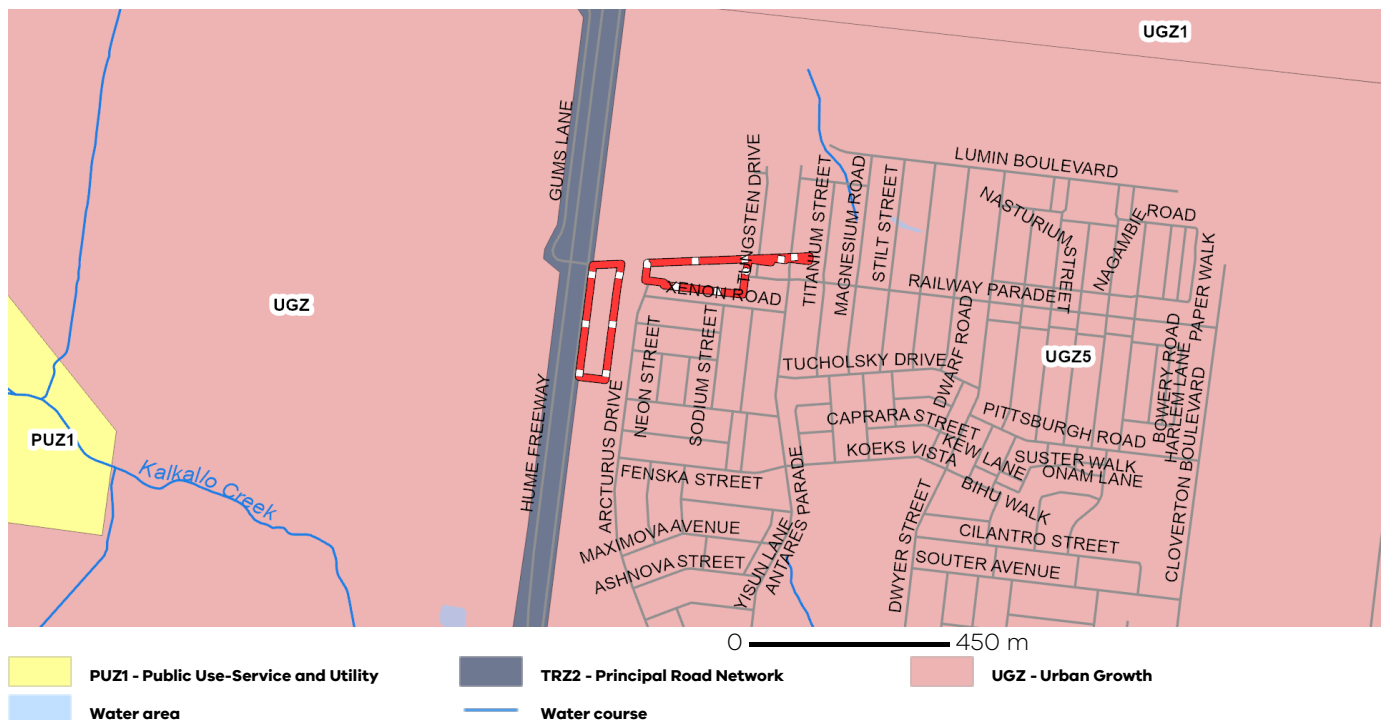 UGZ1
GUMS LANE
LUMIN BOULEVARD
TUNGSTEN DRIVE
TITANIUM STREET
MAGNESIUM ROAD
STILT STREET
NASTURIUM STREET
NAGAMBIE ROAD
PAPER WALK
UGZ
XENON ROAD
RAILWAY PARADE
NEON STREET
SODIUM STREET
TUCHOLSKY DRIVE
DWARF ROAD
UGZ5
BOWERY ROAD
HARLEM LANE
HUME FREEWAY
ARCTURUS DRIVE
CAPRARA STREET
PITTSBURGH ROAD
PUZ1
KOEKS VISTA
KEW LANE
SUSTER WALK
ONAM LANE
Kalkallo Creek
FENSKA STREET
BIHU WALK
CLOVERTON BOULEVARD
MAXIMOVA AVENUE
ANTARES PARADE
CILANTRO STREET
ASHNOVA STREET
YISUN LANE
DWYER STREET
SOUTER AVENUE
0 450 m
PUZ1 - Public Use-Service and Utility
TRZ2 - Principal Road Network
UGZ - Urban Growth
Water area
Water course